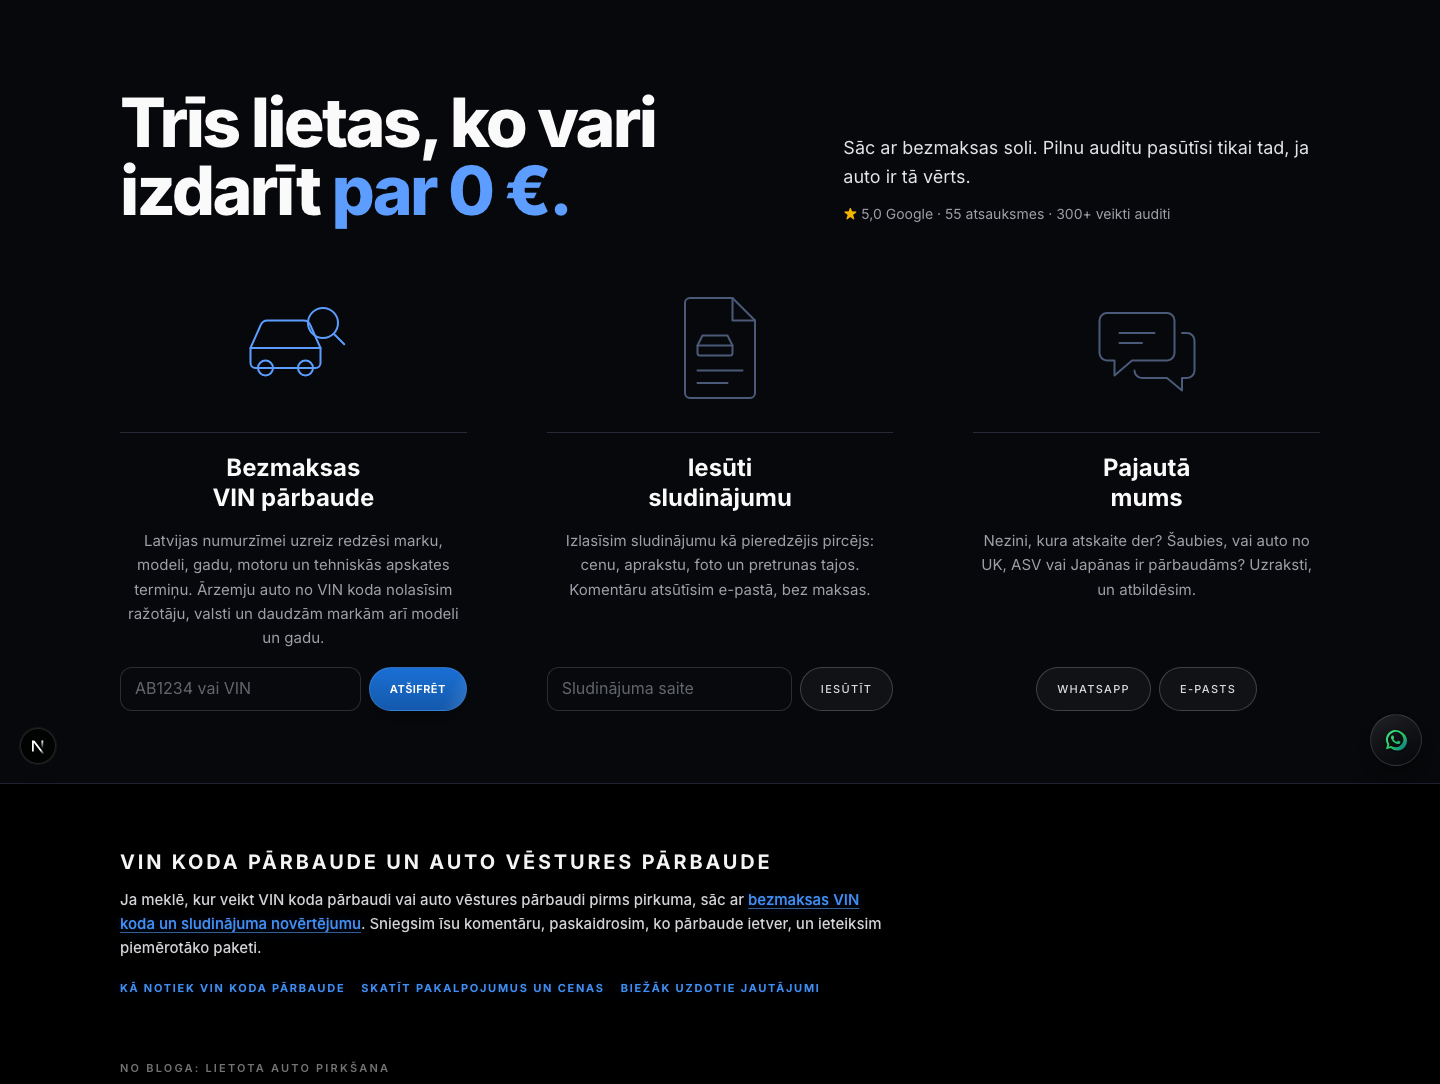 Trīs lietas, ko vari
izdarīt par 0 €.
Sāc ar bezmaksas soli. Pilnu auditu pasūtīsi tikai tad, ja
auto ir tā vērts.
5,0 Google · 55 atsauksmes · 300+ veikti auditi
Bezmaksas
VIN pārbaude
Latvijas numurzīmei uzreiz redzēsi marku,
modeli, gadu, motoru un tehniskās apskates
termiņu. Ārzemju auto no VIN koda nolasīsim
ražotāju, valsti un daudzām markām arī modeli
un gadu.
AB1234 vai VIN
ATŠIFRĒT
Iesūti
sludinājumu
Izlasīsim sludinājumu kā pieredzējis pircējs:
cenu, aprakstu, foto un pretrunas tajos.
Komentāru atsūtīsim e-pastā, bez maksas.
Sludinājuma saite
IESŪTĪT
Pajautā
mums
Nezini, kura atskaite der? Šaubies, vai auto no
UK, ASV vai Japānas ir pārbaudāms? Uzraksti,
un atbildēsim.
WHATSAPP
E-PASTS
N
VIN KODA PĀRBAUDE UN AUTO VĒSTURES PĀRBAUDE
Ja meklē, kur veikt VIN koda pārbaudi vai auto vēstures pārbaudi pirms pirkuma, sāc ar bezmaksas VIN
koda un sludinājuma novērtējumu. Sniegsim īsu komentāru, paskaidrosim, ko pārbaude ietver, un ieteiksim
piemērotāko paketi.
KĀ NOTIEK VIN KODA PĀRBAUDE
SKATĪT PAKALPOJUMUS UN CENAS
BIEŽĀK UZDOTIE JAUTĀJUMI
NO BLOGA: LIETOTA AUTO PIRKŠANA